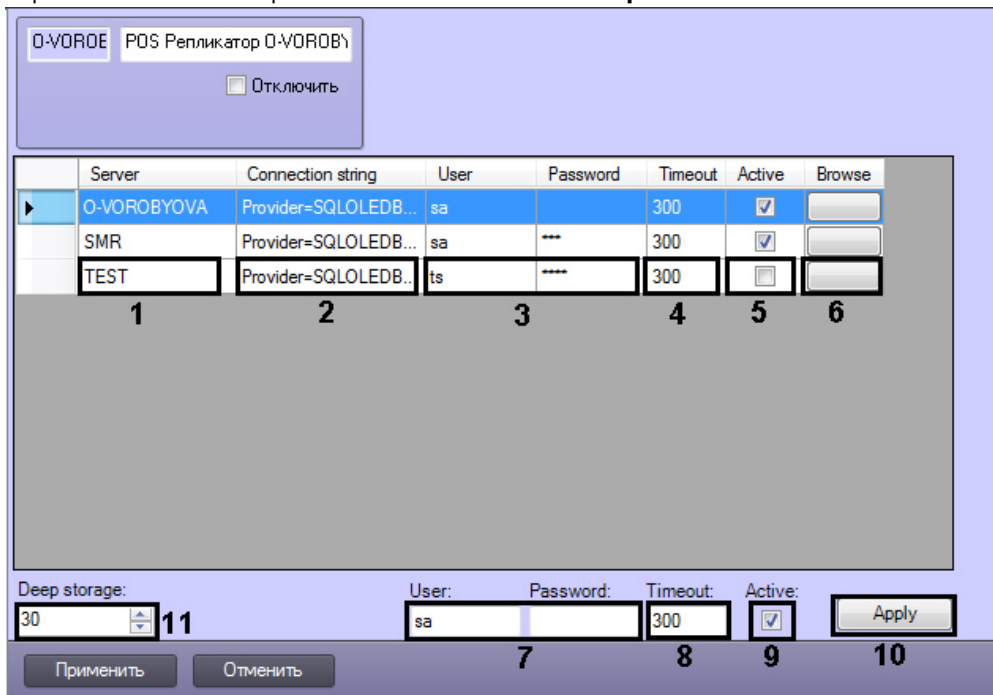 O-VOROE POS Репликатор O-VOROBY
Отключить
Server Connection string User Password Timeout Active Browse
O-VOROBYOVA Provider=SQLOLEDB... sa 300
SMR Provider=SQLOLEDB... sa *** 300
TEST Provider=SQLOLEDB.. ts **** 300
1 2 3 4 5 6
Deep storage: User: Password: Timeout: Active:
30 11 sa 300 Apply
7 8 9 10
Применить Отменить